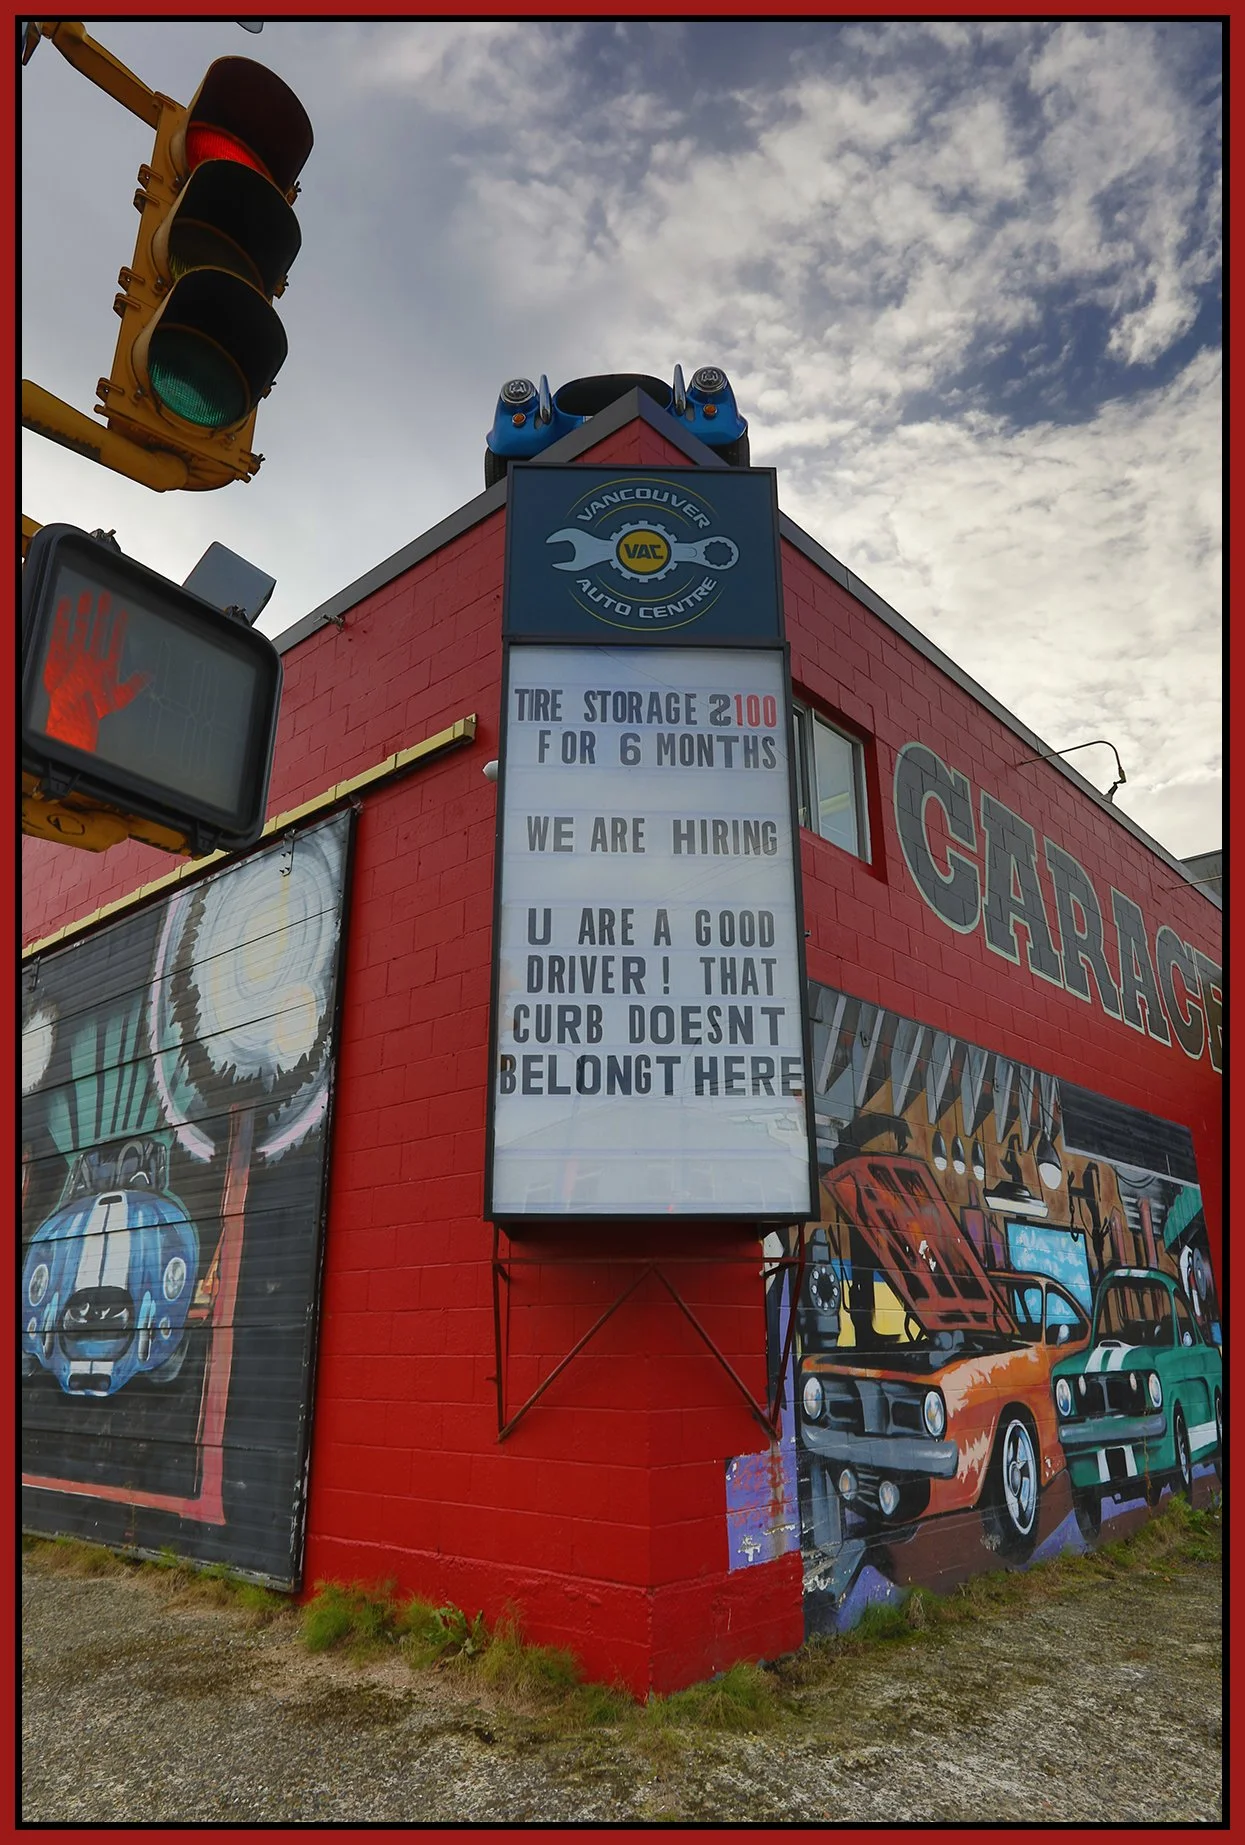 VANCOUVER
VAC
AUTO CENTRE
TIRE STORAGE 2100
FOR 6 MONTHS
WE ARE HIRING
U ARE A GOOD
DRIVER! THAT
CURB DOESNT
BELONGT HERE
GARAGE